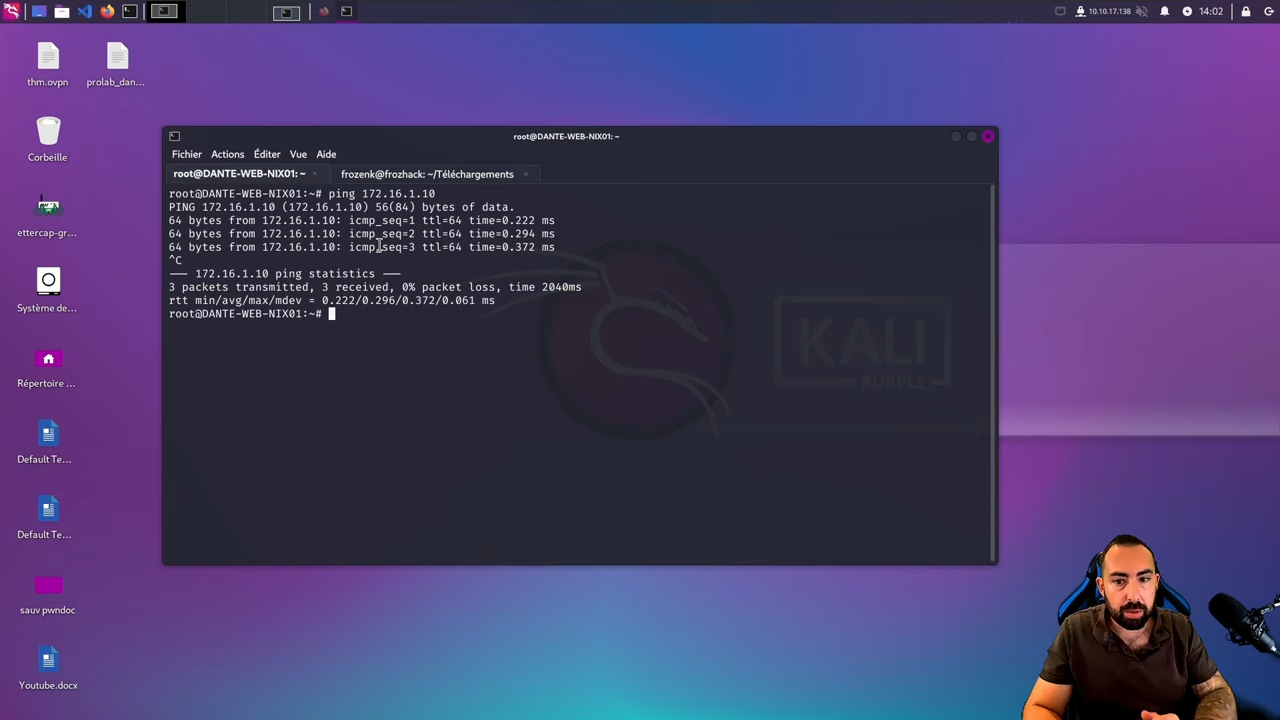 10.10.17.138
14:02
thm.ovpn
prolab_dan...
Corbeille
ettercap-gr...
Système de...
Répertoire ...
Default Te...
Default Te...
sauv pwndoc
Youtube.docx
root@DANTE-WEB-NIX01: ~
Fichier Actions Éditer Vue Aide
root@DANTE-WEB-NIX01: ~ × frozenk@frozhack: ~/Téléchargements ×
root@DANTE-WEB-NIX01:~# ping 172.16.1.10
PING 172.16.1.10 (172.16.1.10) 56(84) bytes of data.
64 bytes from 172.16.1.10: icmp_seq=1 ttl=64 time=0.222 ms
64 bytes from 172.16.1.10: icmp_seq=2 ttl=64 time=0.294 ms
64 bytes from 172.16.1.10: icmp_seq=3 ttl=64 time=0.372 ms
^C
--- 172.16.1.10 ping statistics ---
3 packets transmitted, 3 received, 0% packet loss, time 2040ms
rtt min/avg/max/mdev = 0.222/0.296/0.372/0.061 ms
root@DANTE-WEB-NIX01:~#
KALI
PURPLE